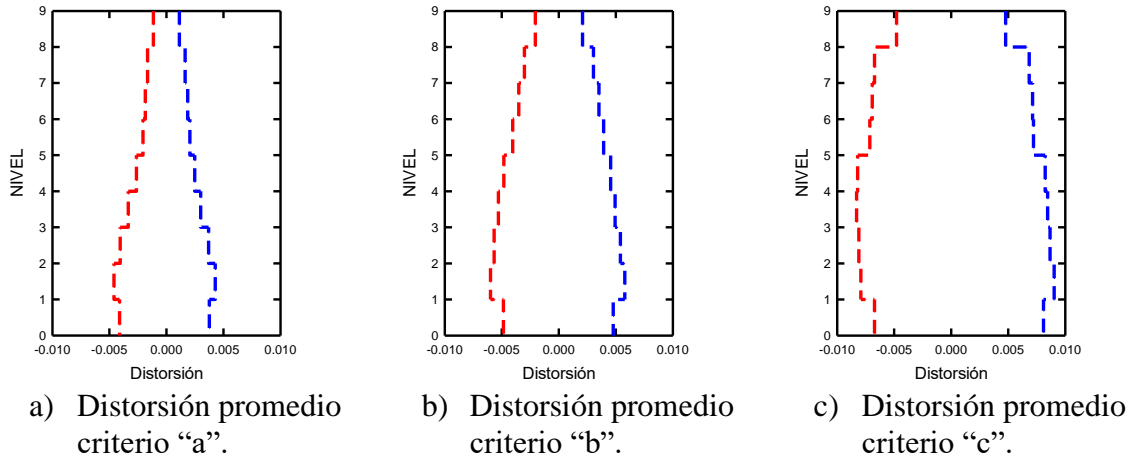 9
8
7
6
5
4
3
2
1
0
NIVEL
-0.010 -0.005 0.000 0.005 0.010
Distorsión
a) Distorsión promedio
criterio “a”.
9
8
7
6
5
4
3
2
1
0
NIVEL
-0.010 -0.005 0.000 0.005 0.010
Distorsión
b) Distorsión promedio
criterio “b”.
9
8
7
6
5
4
3
2
1
0
NIVEL
-0.010 -0.005 0.000 0.005 0.010
Distorsión
c) Distorsión promedio
criterio “c”.